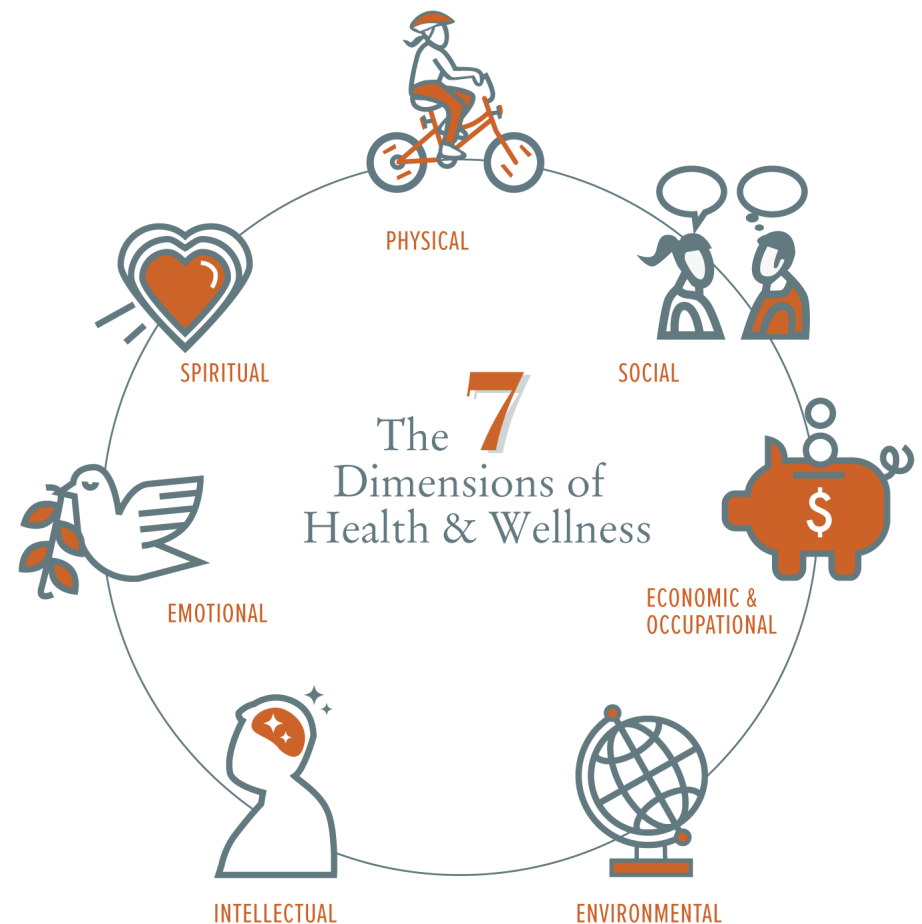 PHYSICAL
SOCIAL
SPIRITUAL
The 7
Dimensions of
Health & Wellness
$
ECONOMIC &
OCCUPATIONAL
EMOTIONAL
INTELLECTUAL
ENVIRONMENTAL